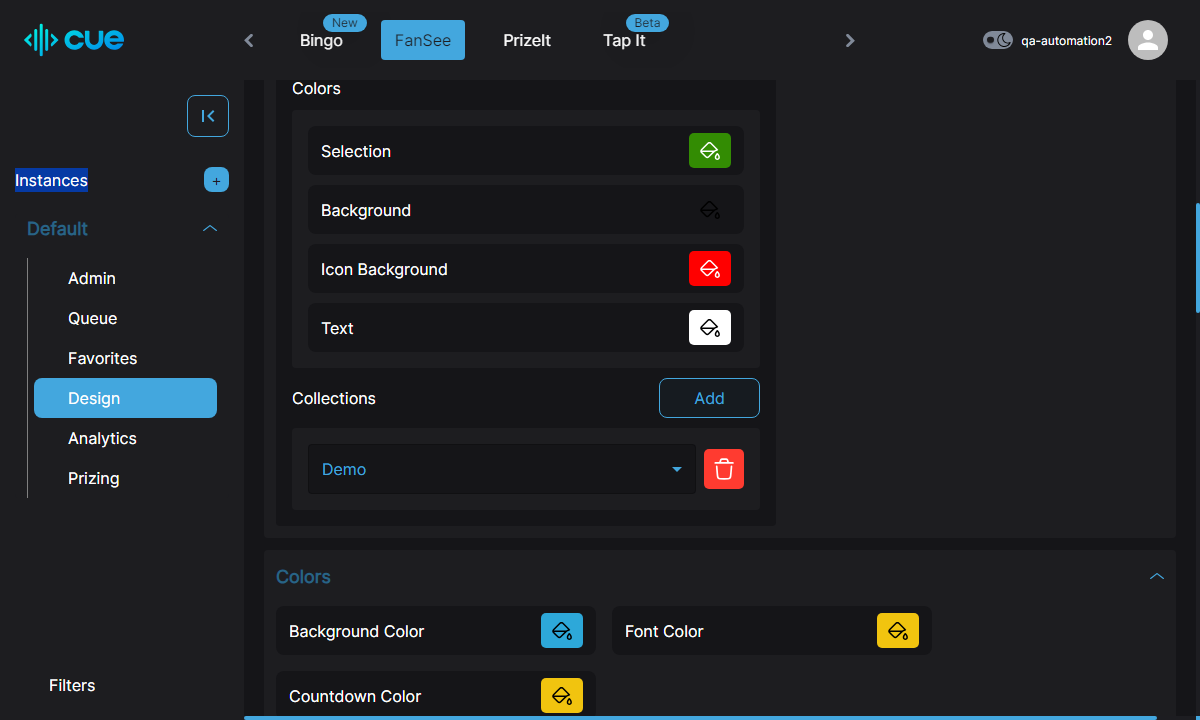 cue
New
Beta
Bingo
FanSee
PrizeIt
Tap It
qa-automation2
Instances
+
Default
Admin
Queue
Favorites
Design
Analytics
Prizing
Filters
Colors
Selection
Background
Icon Background
Text
Collections
Add
Demo
Colors
Background Color
Font Color
Countdown Color